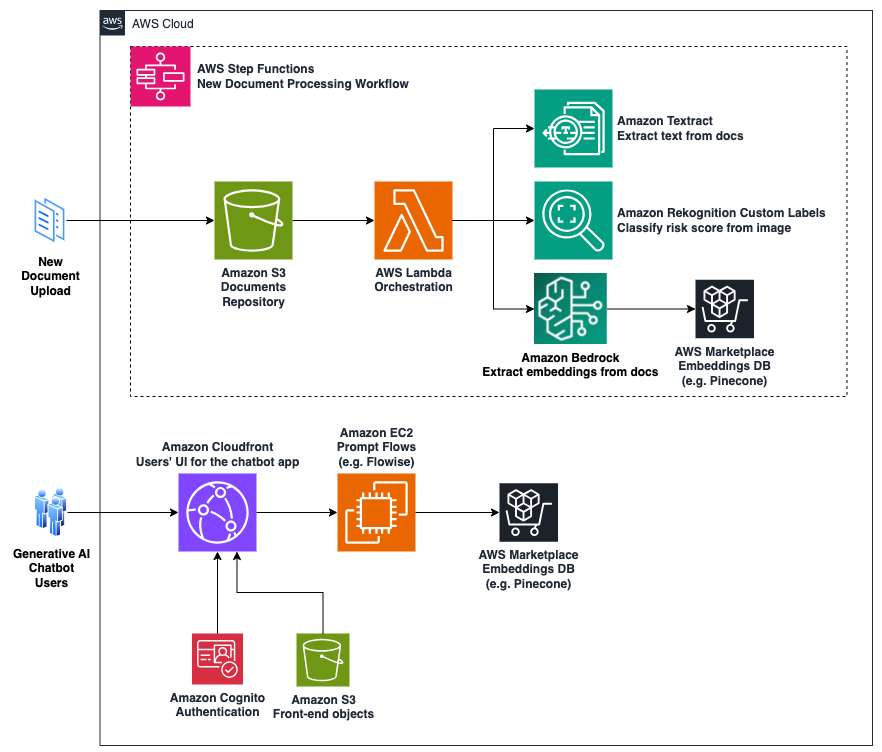 aws
AWS Cloud
AWS Step Functions
New Document Processing Workflow
Amazon Textract
Extract text from docs
New
Document
Upload
Amazon S3
Documents
Repository
AWS Lambda
Orchestration
Amazon Rekognition Custom Labels
Classify risk score from image
Amazon Bedrock
Extract embeddings from docs
AWS Marketplace
Embeddings DB
(e.g. Pinecone)
Generative AI
Chatbot
Users
Amazon Cloudfront
Users' UI for the chatbot app
Amazon EC2
Prompt Flows
(e.g. Flowise)
AWS Marketplace
Embeddings DB
(e.g. Pinecone)
Amazon Cognito
Authentication
Amazon S3
Front-end objects